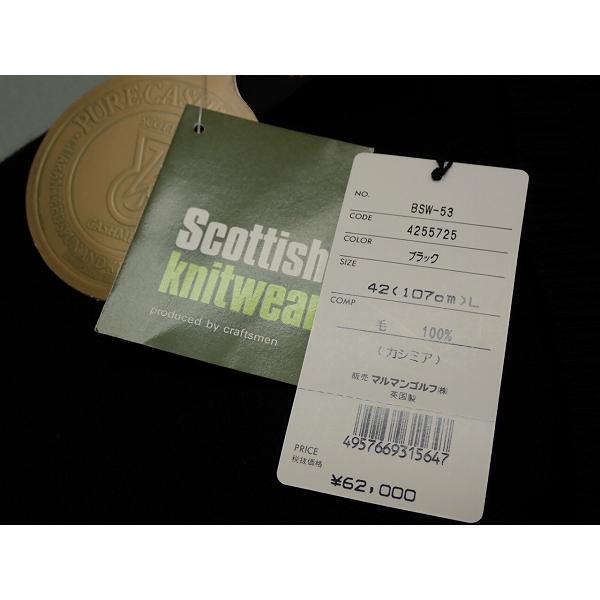 PURE CASHMERE
Scottish
knitwear
produced by craftsmen
NO. BSW-53
CODE 4255725
COLOR ブラック
SIZE 42(107cm)L
COMP 毛 100%
(カシミア)
販売 マルマンゴルフ㈱
英国製
4957669315647
PRICE
税抜価格
¥62,000